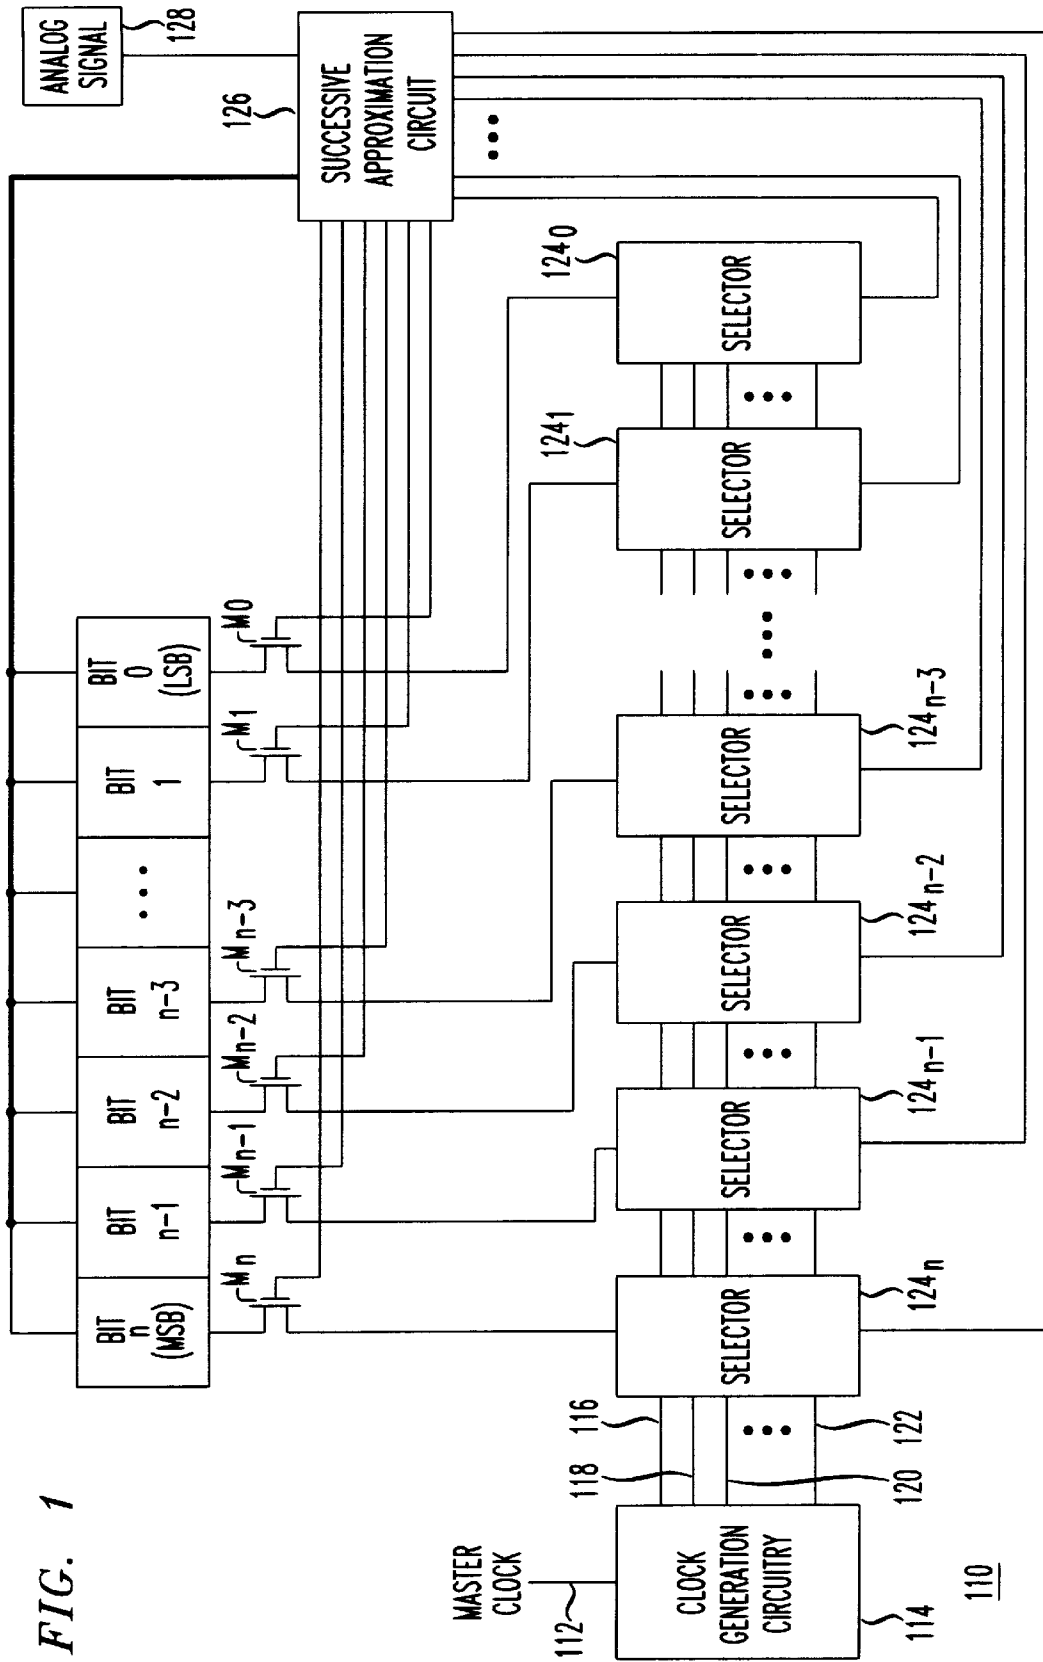 FIG. 1
ANALOG
SIGNAL
128
126
SUCCESSIVE
APPROXIMATION
CIRCUIT
BIT
n
(MSB)
BIT
n-1
BIT
n-2
BIT
n-3
BIT
1
BIT
0
(LSB)
Mn
Mn-1
Mn-2
Mn-3
M1
M0
MASTER
CLOCK
112
CLOCK
GENERATION
CIRCUITRY
114
116
118
120
122
SELECTOR
124n
SELECTOR
124n-1
SELECTOR
124n-2
SELECTOR
124n-3
SELECTOR
1241
SELECTOR
1240
110